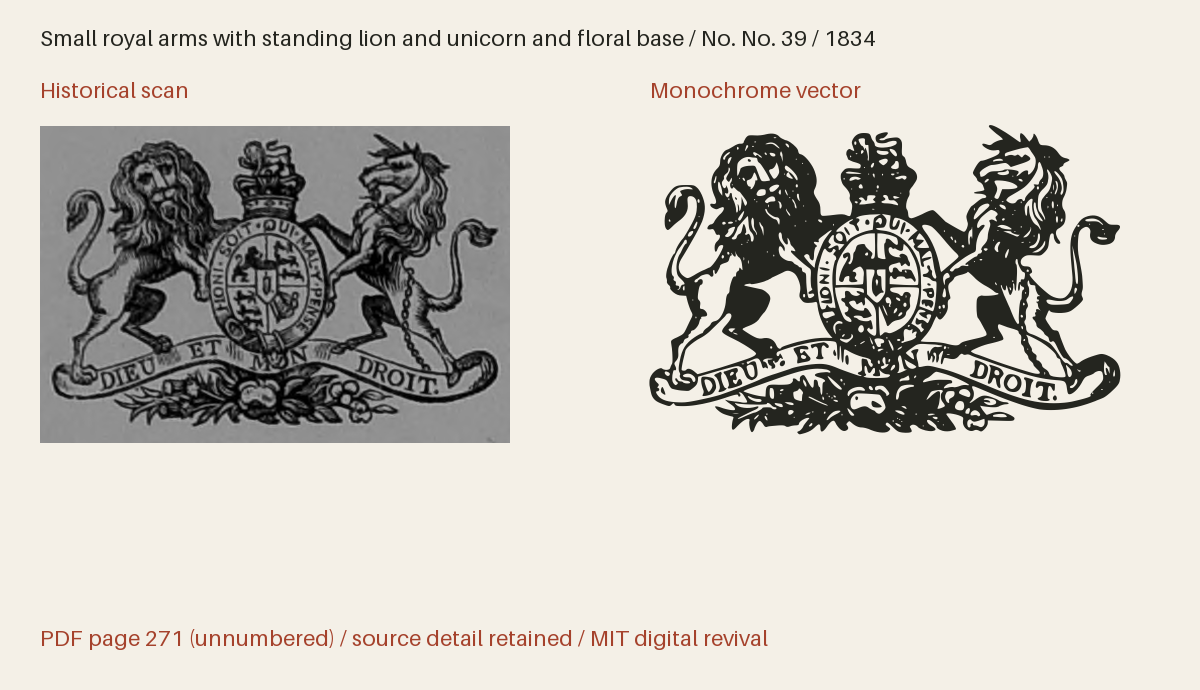 Small royal arms with standing lion and unicorn and floral base / No. No. 39 / 1834
Historical scan
Monochrome vector
HONI · SOIT · QUI · MAL · Y · PENSE
DIEU ET MON DROIT.
HONI · SOIT · QUI · MAL · Y · PENSE
DIEU ET MON DROIT.
PDF page 271 (unnumbered) / source detail retained / MIT digital revival